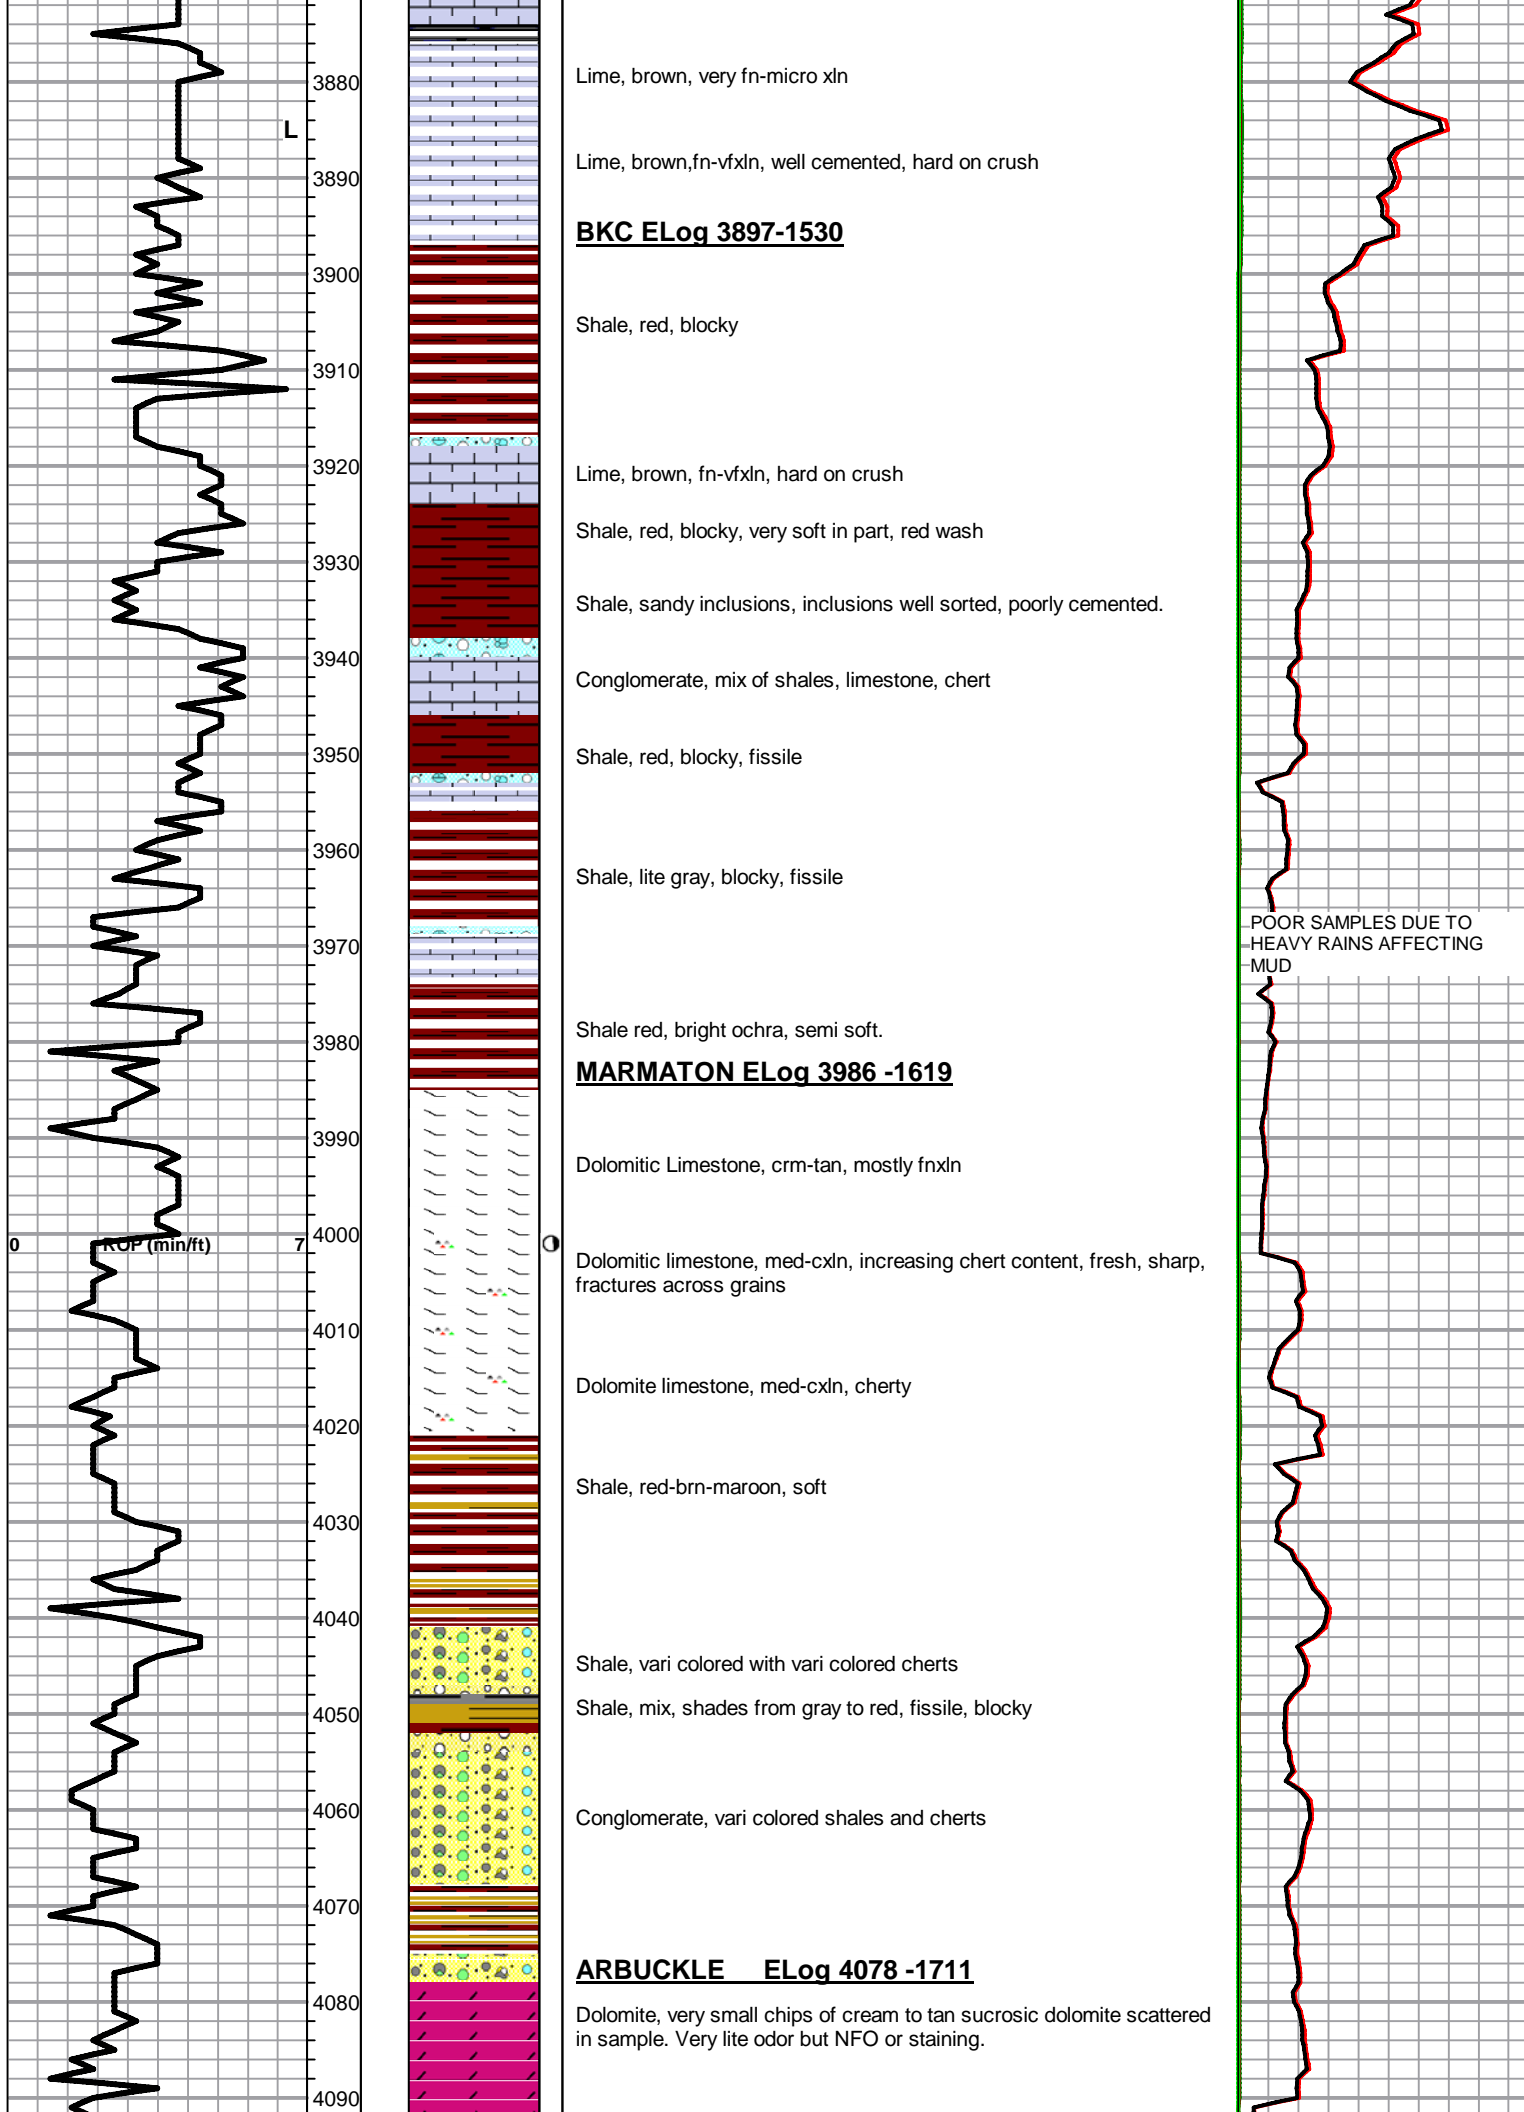 3880
Lime, brown, very fn-micro xln
L
Lime, brown,fn-vfxln, well cemented, hard on crush
3890
BKC ELog 3897-1530
3900
Shale, red, blocky
3910
3920
Lime, brown, fn-vfxln, hard on crush
Shale, red, blocky, very soft in part, red wash
3930
Shale, sandy inclusions, inclusions well sorted, poorly cemented.
3940
Conglomerate, mix of shales, limestone, chert
3950
Shale, red, blocky, fissile
3960
Shale, lite gray, blocky, fissile
POOR SAMPLES DUE TO
HEAVY RAINS AFFECTING
MUD
3970
Shale red, bright ochra, semi soft.
3980
MARMATON ELog 3986 -1619
3990
Dolomitic Limestone, crm-tan, mostly fnxln
4000
0 ROP (min/ft) 7
Dolomitic limestone, med-cxln, increasing chert content, fresh, sharp,
fractures across grains
4010
Dolomite limestone, med-cxln, cherty
4020
Shale, red-brn-maroon, soft
4030
4040
Shale, vari colored with vari colored cherts
4050
Shale, mix, shades from gray to red, fissile, blocky
4060
Conglomerate, vari colored shales and cherts
4070
ARBUCKLE ELog 4078 -1711
4080
Dolomite, very small chips of cream to tan sucrosic dolomite scattered
in sample. Very lite odor but NFO or staining.
4090